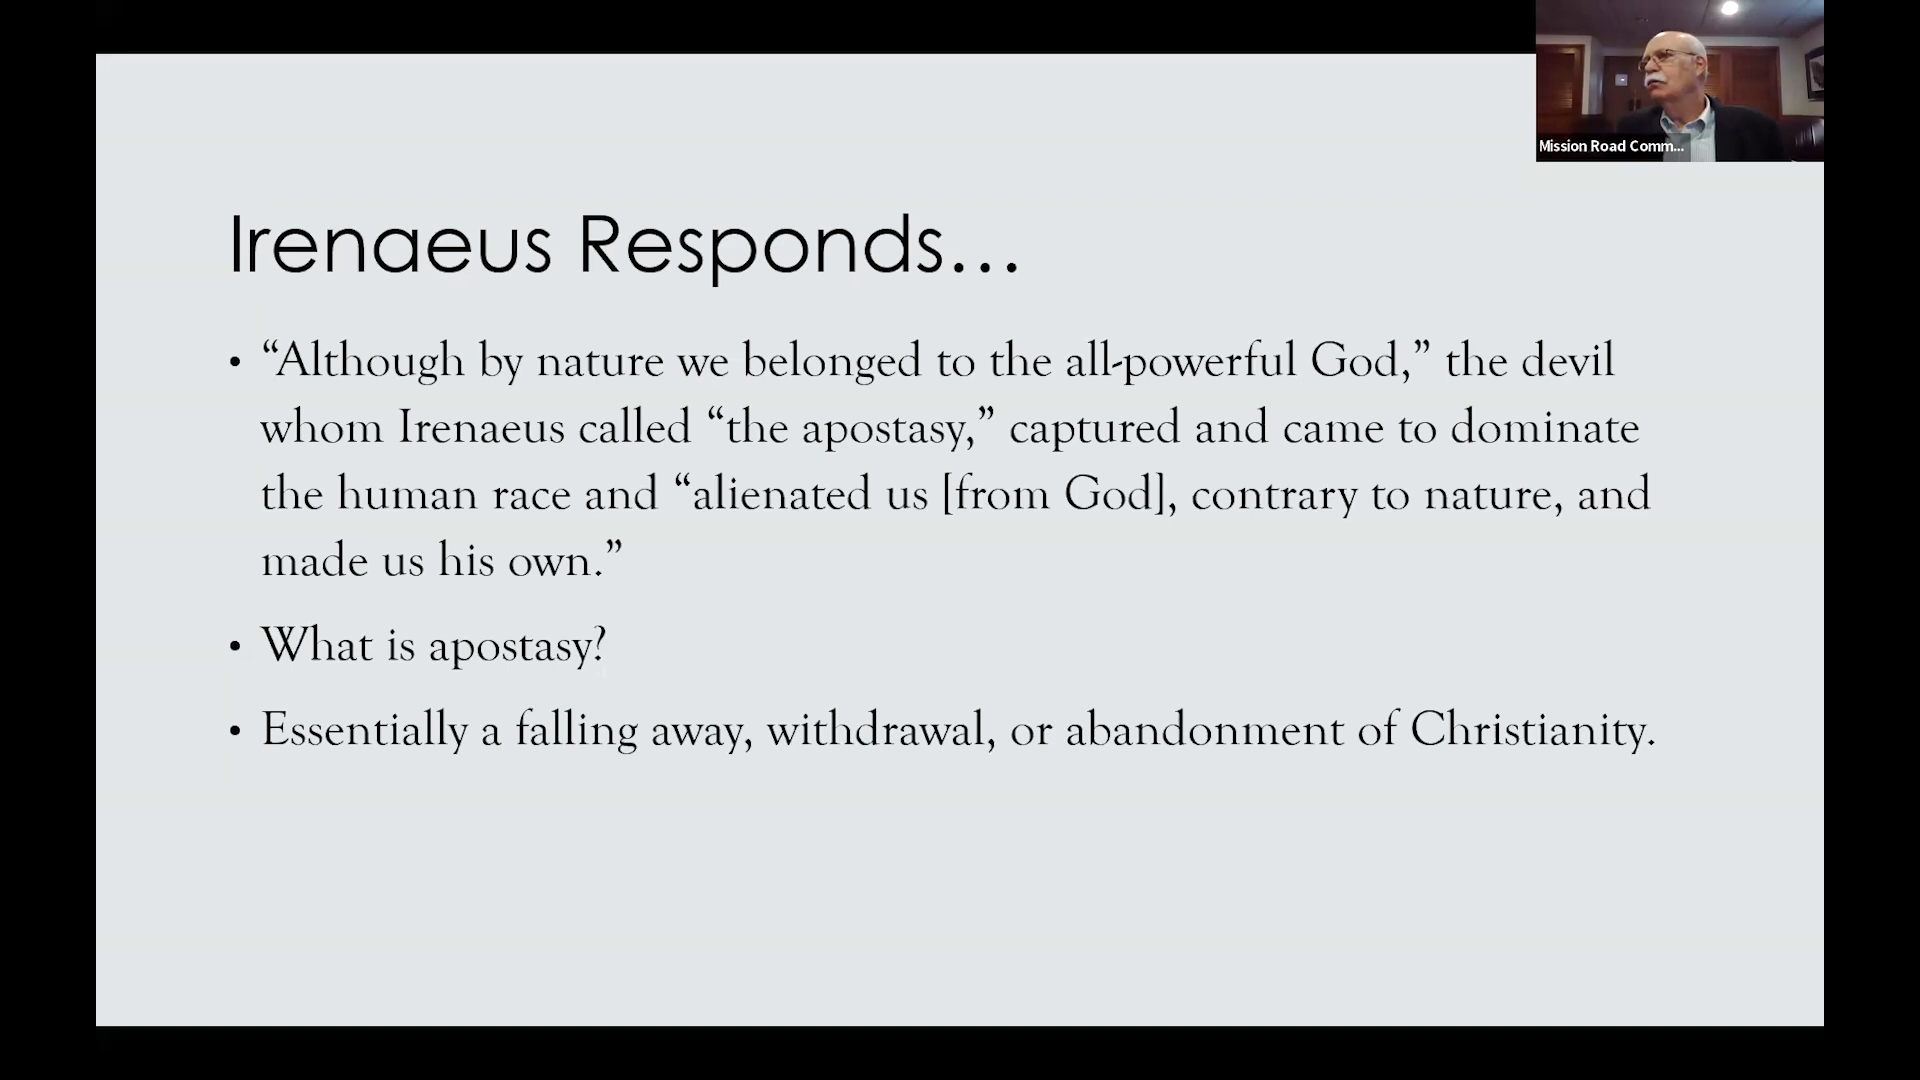 Mission Road Comm...
Irenaeus Responds...
• “Although by nature we belonged to the all-powerful God,” the devil
whom Irenaeus called “the apostasy,” captured and came to dominate
the human race and “alienated us [from God], contrary to nature, and
made us his own.”
• What is apostasy?
• Essentially a falling away, withdrawal, or abandonment of Christianity.